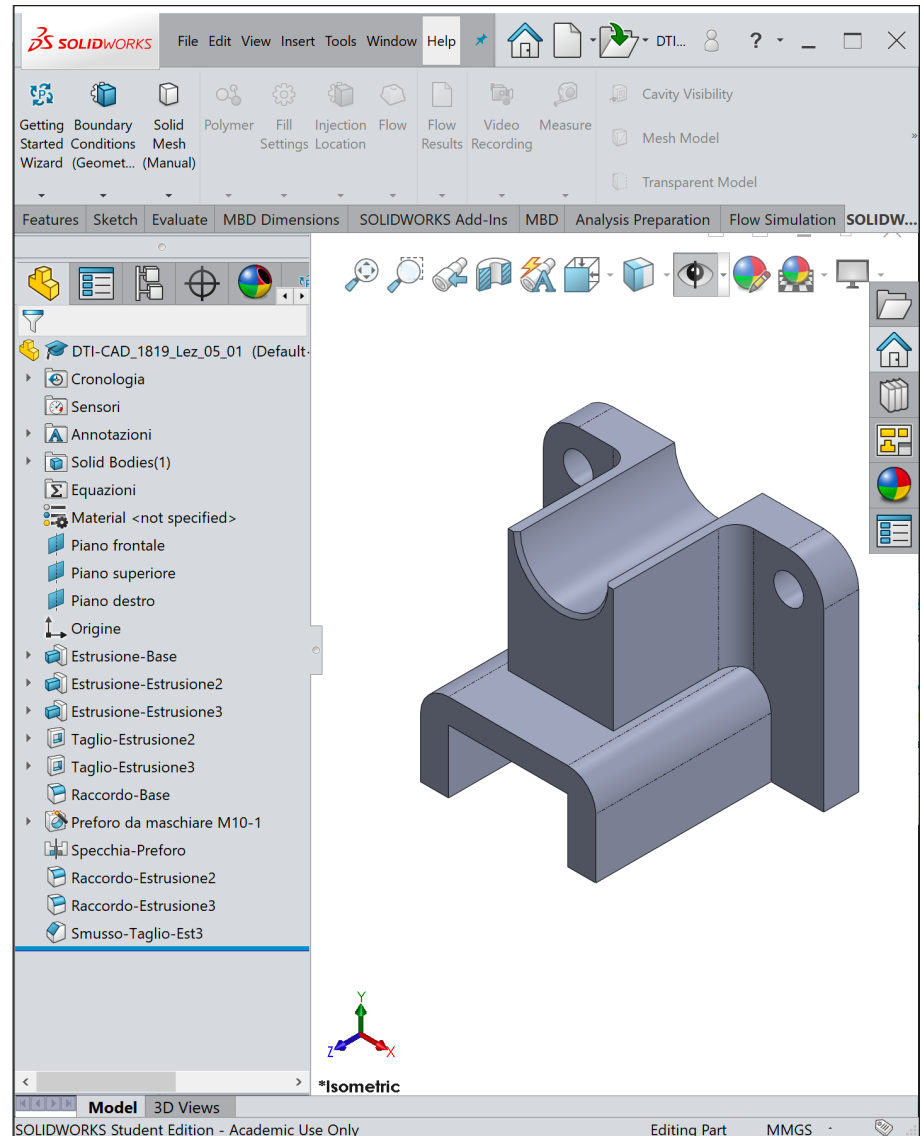 SOLIDWORKS File Edit View Insert Tools Window Help DTI... ?
Getting Started Wizard
Boundary Conditions (Geomet...
Solid Mesh (Manual)
Polymer
Fill Settings
Injection Location
Flow
Flow Results
Video Recording
Measure
Cavity Visibility
Mesh Model
Transparent Model
Features Sketch Evaluate MBD Dimensions SOLIDWORKS Add-Ins MBD Analysis Preparation Flow Simulation SOLIDW...
DTI-CAD_1819_Lez_05_01 (Default-
Cronologia
Sensori
Annotazioni
Solid Bodies(1)
Equazioni
Material <not specified>
Piano frontale
Piano superiore
Piano destro
Origine
Estrusione-Base
Estrusione-Estrusione2
Estrusione-Estrusione3
Taglio-Estrusione2
Taglio-Estrusione3
Raccordo-Base
Preforo da maschiare M10-1
Specchia-Preforo
Raccordo-Estrusione2
Raccordo-Estrusione3
Smusso-Taglio-Est3
Y
Z X
*Isometric
Model 3D Views
SOLIDWORKS Student Edition - Academic Use Only Editing Part MMGS -